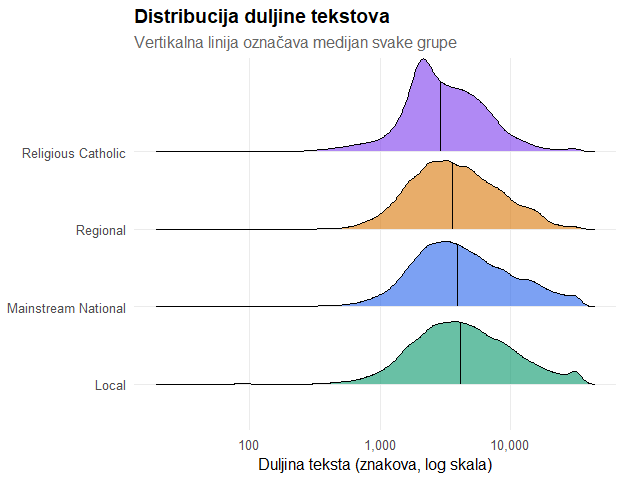 Distribucija duljine tekstova
Vertikalna linija označava medijan svake grupe
Religious Catholic
Regional
Mainstream National
Local
100
1,000
10,000
Duljina teksta (znakova, log skala)